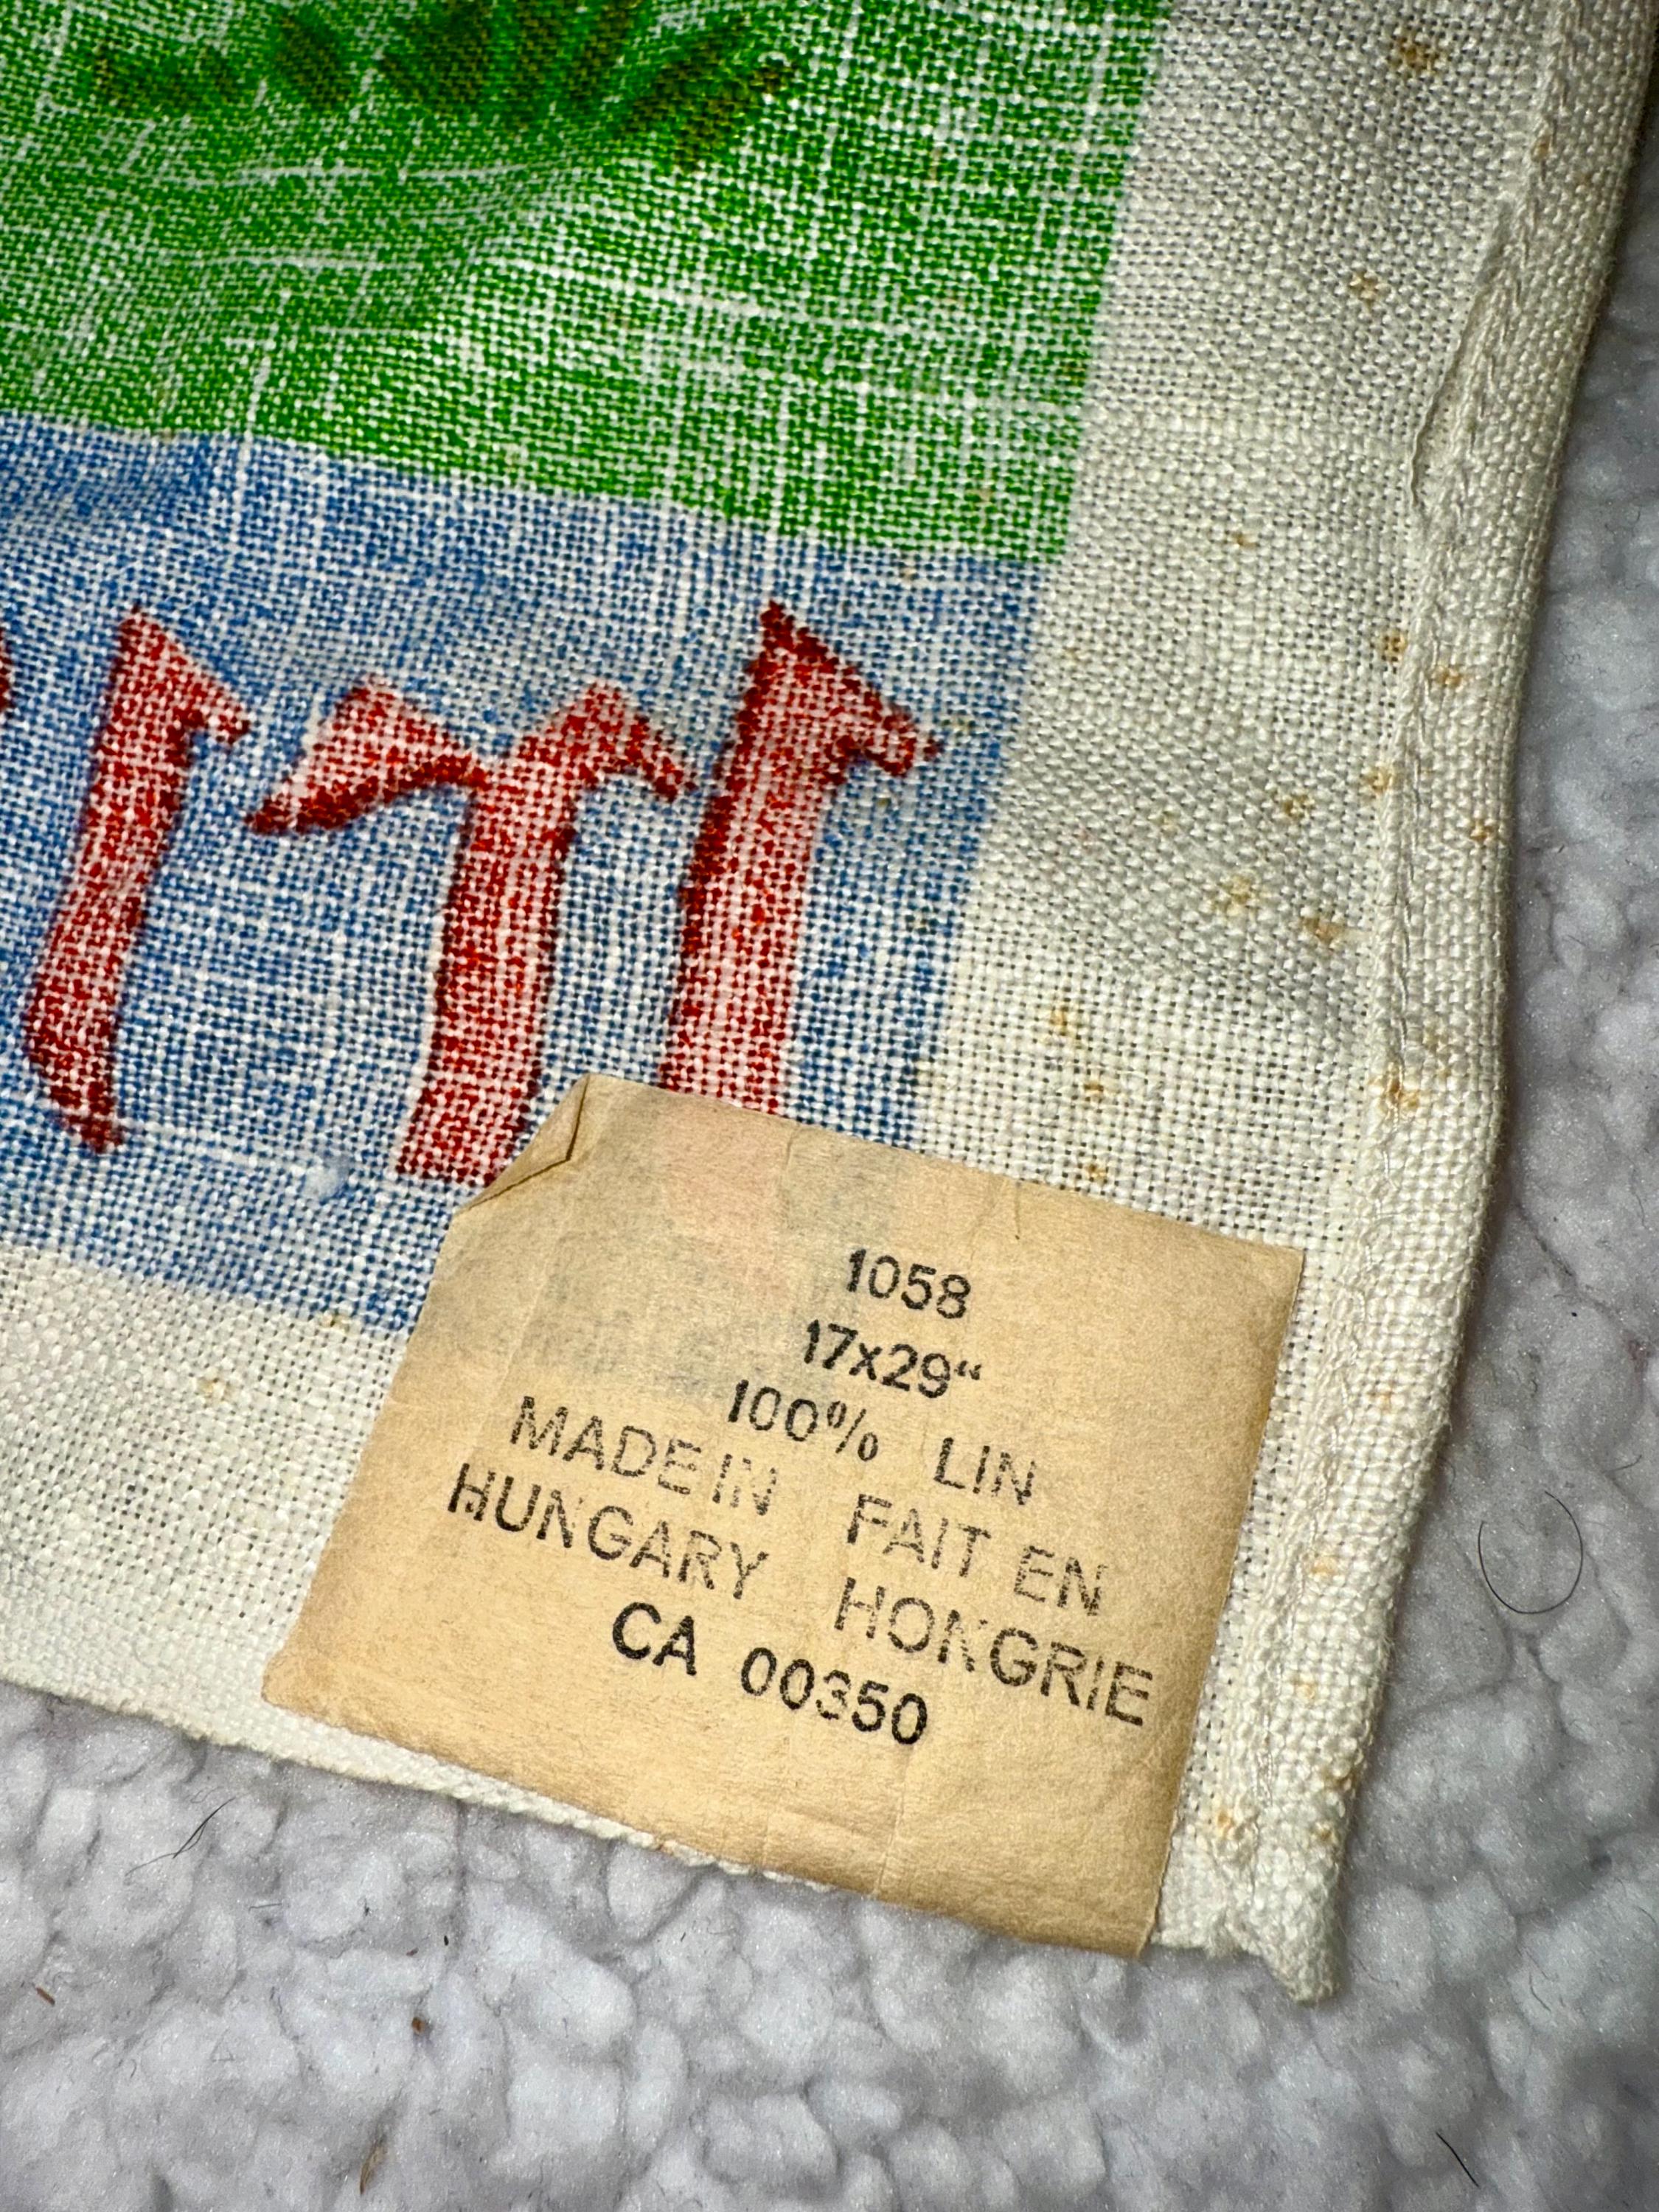 1058
17x29“
100% LIN
MADE IN FAIT EN
HUNGARY HONGRIE
CA 00350